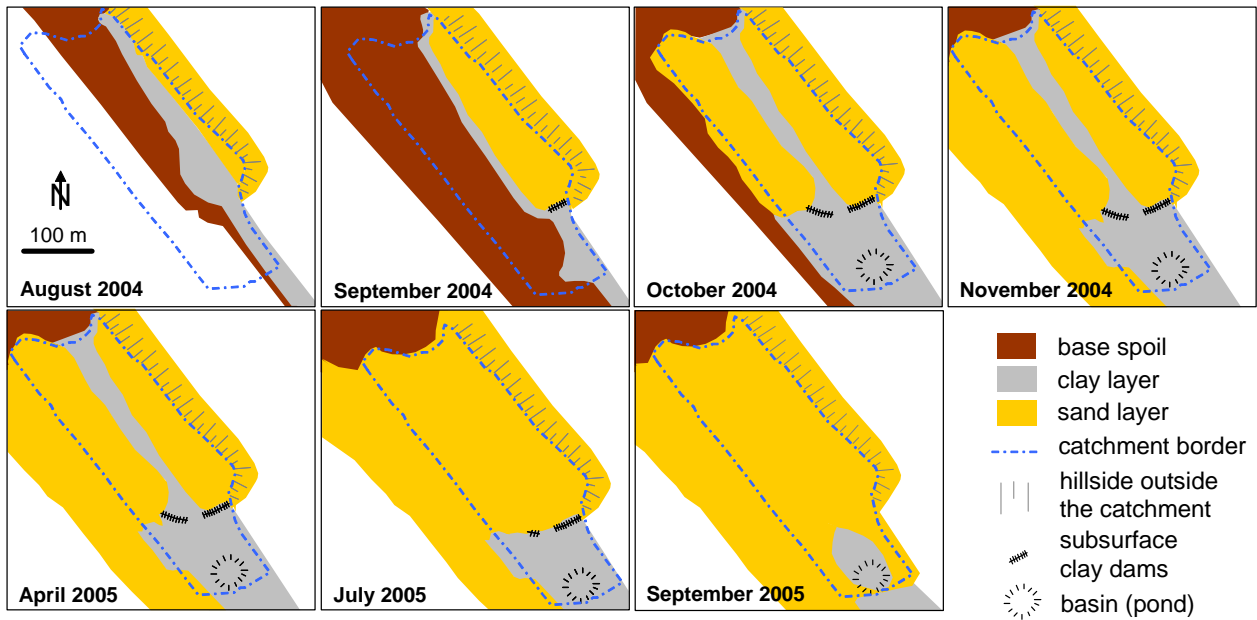 N
100 m
August 2004
September 2004
October 2004
November 2004
April 2005
July 2005
September 2005
base spoil
clay layer
sand layer
catchment border
hillside outside
the catchment
subsurface
clay dams
basin (pond)